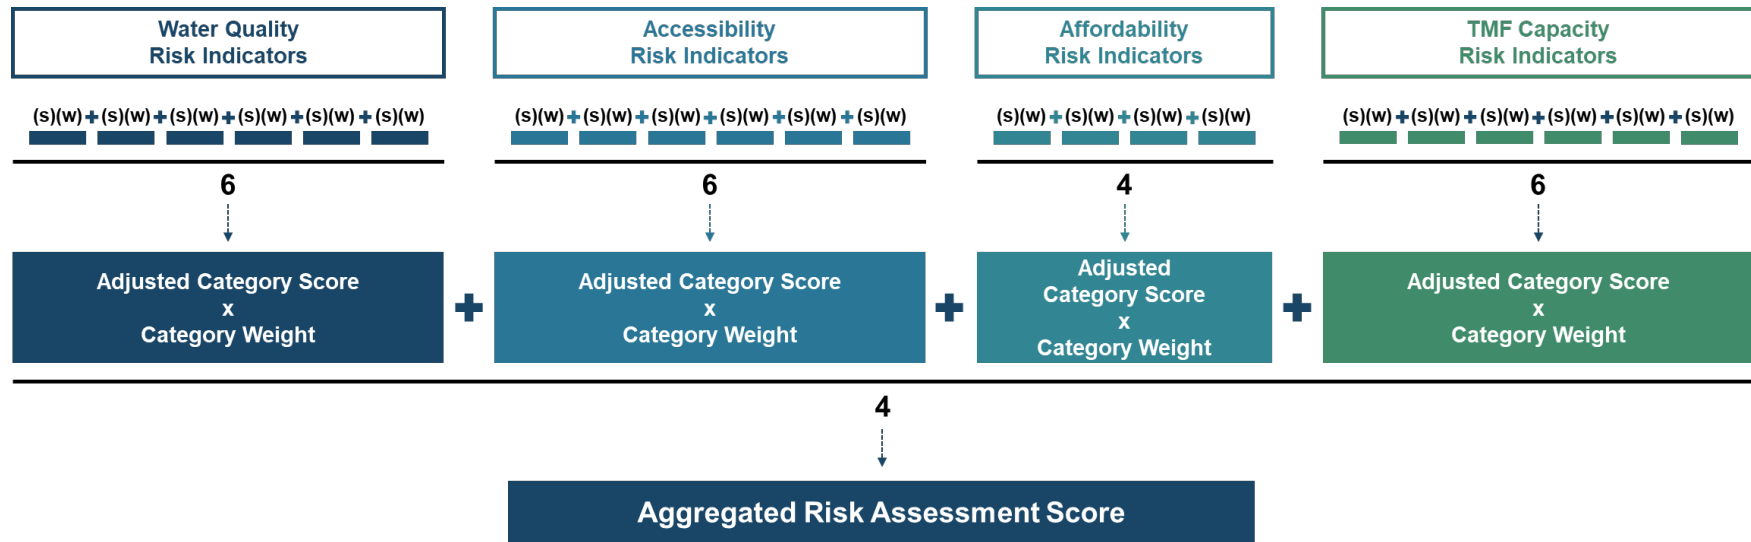 Water Quality
Risk Indicators
Accessibility
Risk Indicators
Affordability
Risk Indicators
TMF Capacity
Risk Indicators
(s)(w)+(s)(w)+(s)(w)+(s)(w)+(s)(w)+(s)(w)
(s)(w)+(s)(w)+(s)(w)+(s)(w)+(s)(w)+(s)(w)
(s)(w)+(s)(w)+(s)(w)+(s)(w)
(s)(w)+(s)(w)+(s)(w)+(s)(w)+(s)(w)+(s)(w)
6
6
4
6
Adjusted Category Score
x
Category Weight
+
Adjusted Category Score
x
Category Weight
+
Adjusted
Category Score
x
Category Weight
+
Adjusted Category Score
x
Category Weight
4
Aggregated Risk Assessment Score